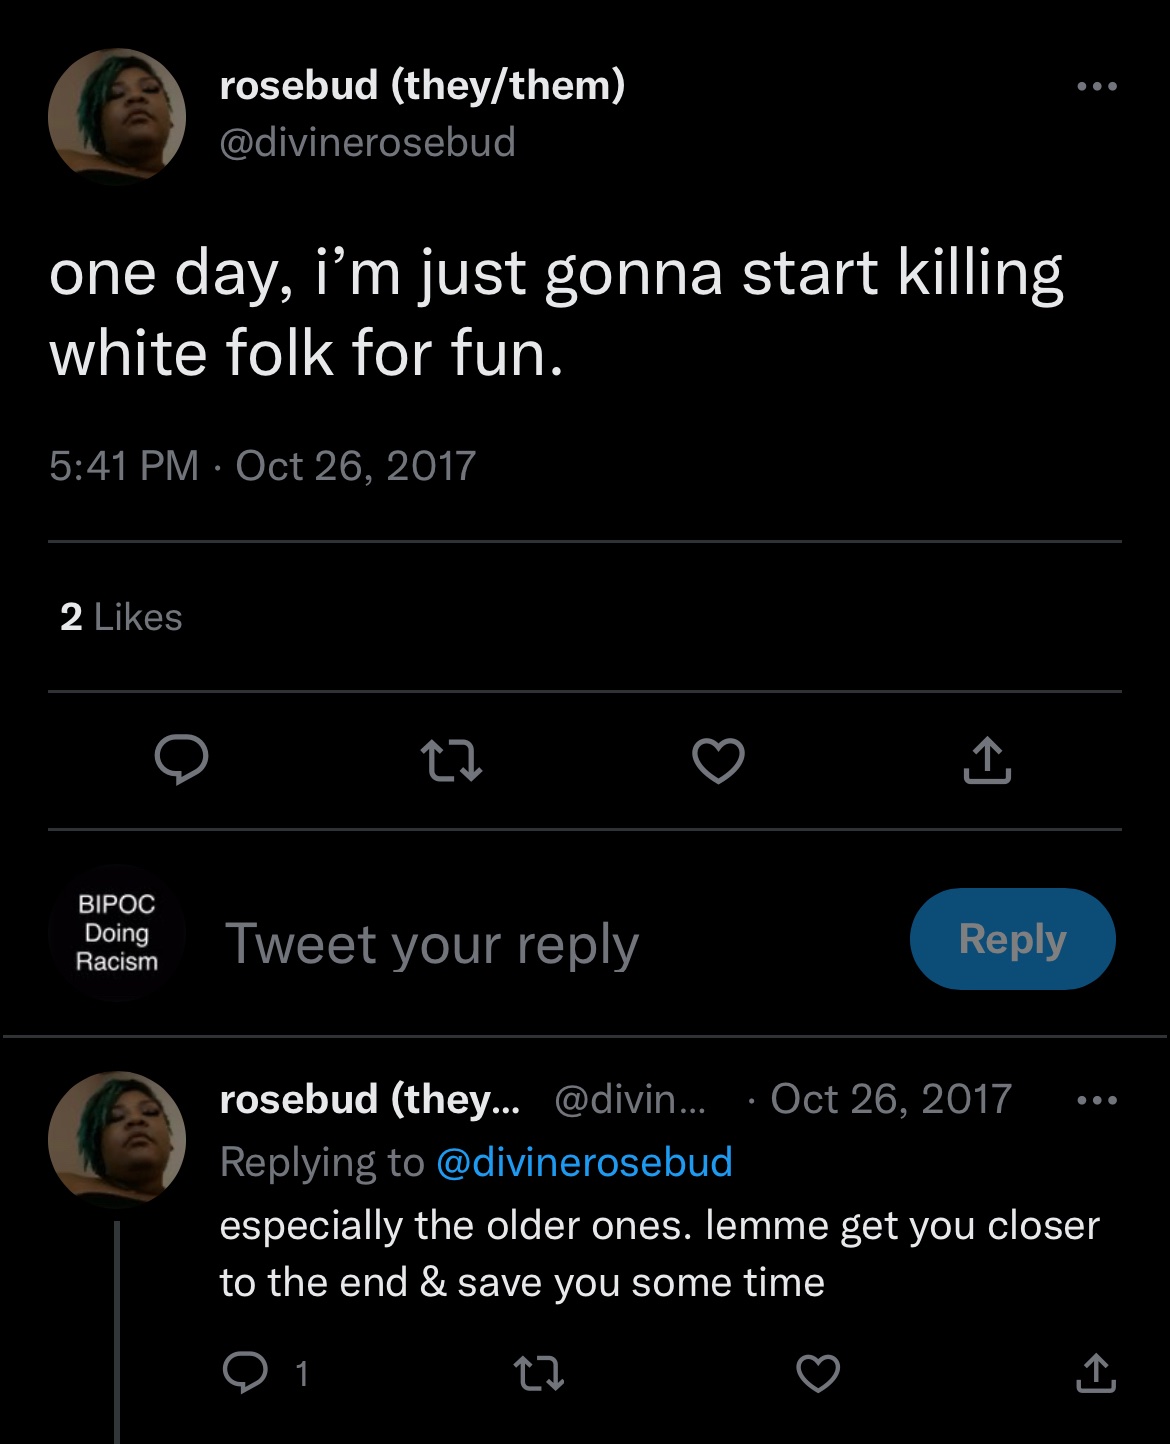 rosebud (they/them)
@divinerosebud
one day, i’m just gonna start killing
white folk for fun.
5:41 PM · Oct 26, 2017
2 Likes
BIPOC
Doing
Racism
Tweet your reply
Reply
rosebud (they... @divin... · Oct 26, 2017
Replying to @divinerosebud
especially the older ones. lemme get you closer
to the end & save you some time
1